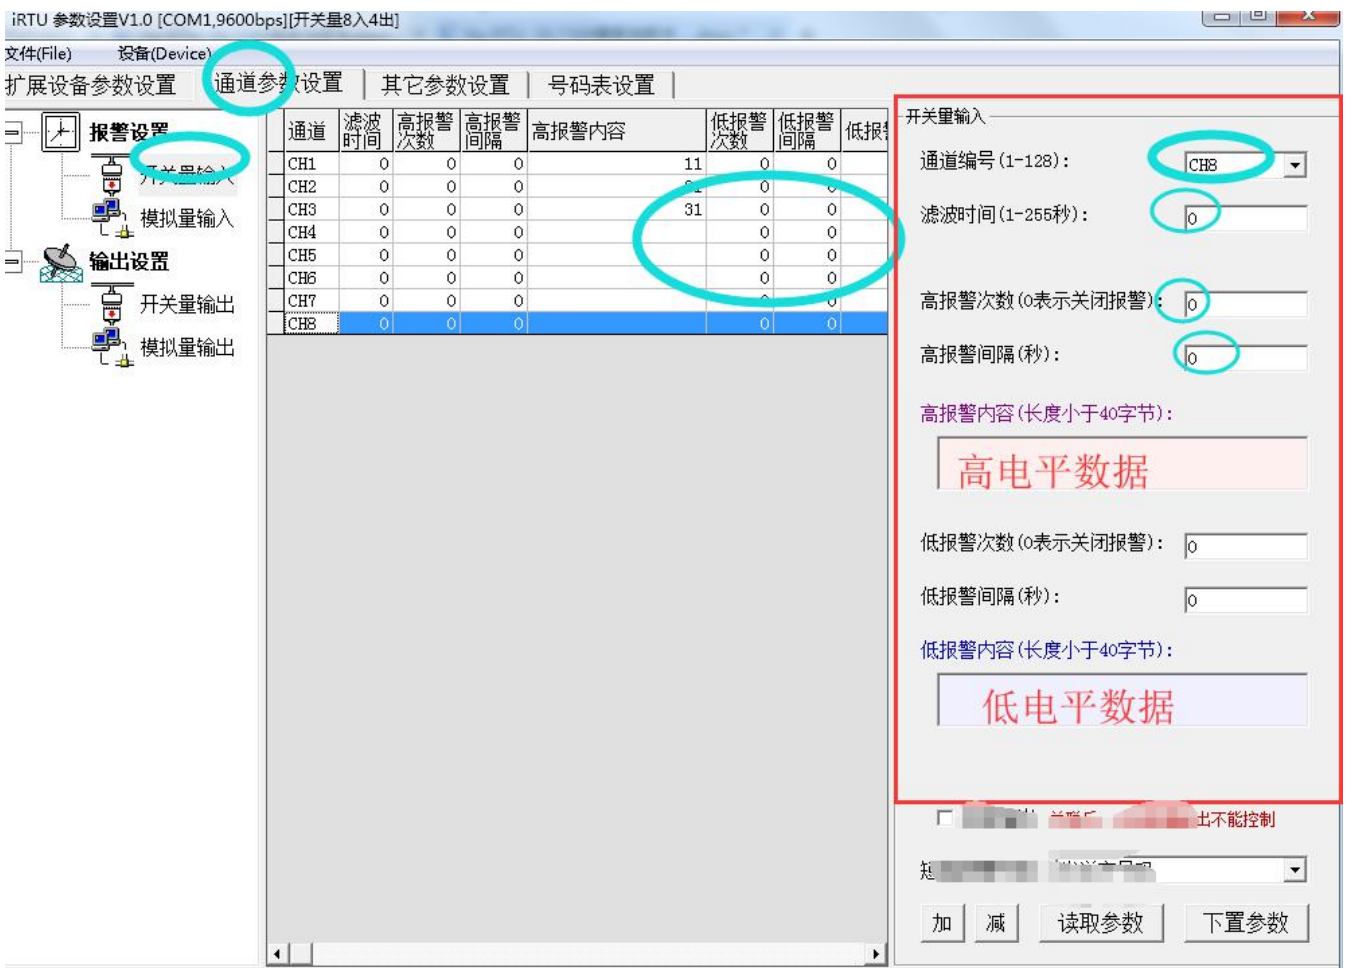 iRTU 参数设置V1.0 [COM1,9600bps][开关量8入4出]
文件(File) 设备(Device)
扩展设备参数设置 通道参数设置 其它参数设置 号码表设置
报警设置
开关量输入
模拟量输入
输出设置
开关量输出
模拟量输出
通道 滤波时间 高报警次数 高报警间隔 高报警内容 低报警次数 低报警间隔 低报警
CH1 0 0 0 11 0 0
CH2 0 0 0 21 0 0
CH3 0 0 0 31 0 0
CH4 0 0 0 0 0
CH5 0 0 0 0 0
CH6 0 0 0 0 0
CH7 0 0 0 0 0
CH8 0 0 0 0 0
开关量输入
通道编号(1-128): CH8
滤波时间(1-255秒): 0
高报警次数(0表示关闭报警): 0
高报警间隔(秒): 0
高报警内容(长度小于40字节):
高电平数据
低报警次数(0表示关闭报警): 0
低报警间隔(秒): 0
低报警内容(长度小于40字节):
低电平数据
出不能控制
短
加 减 读取参数 下置参数